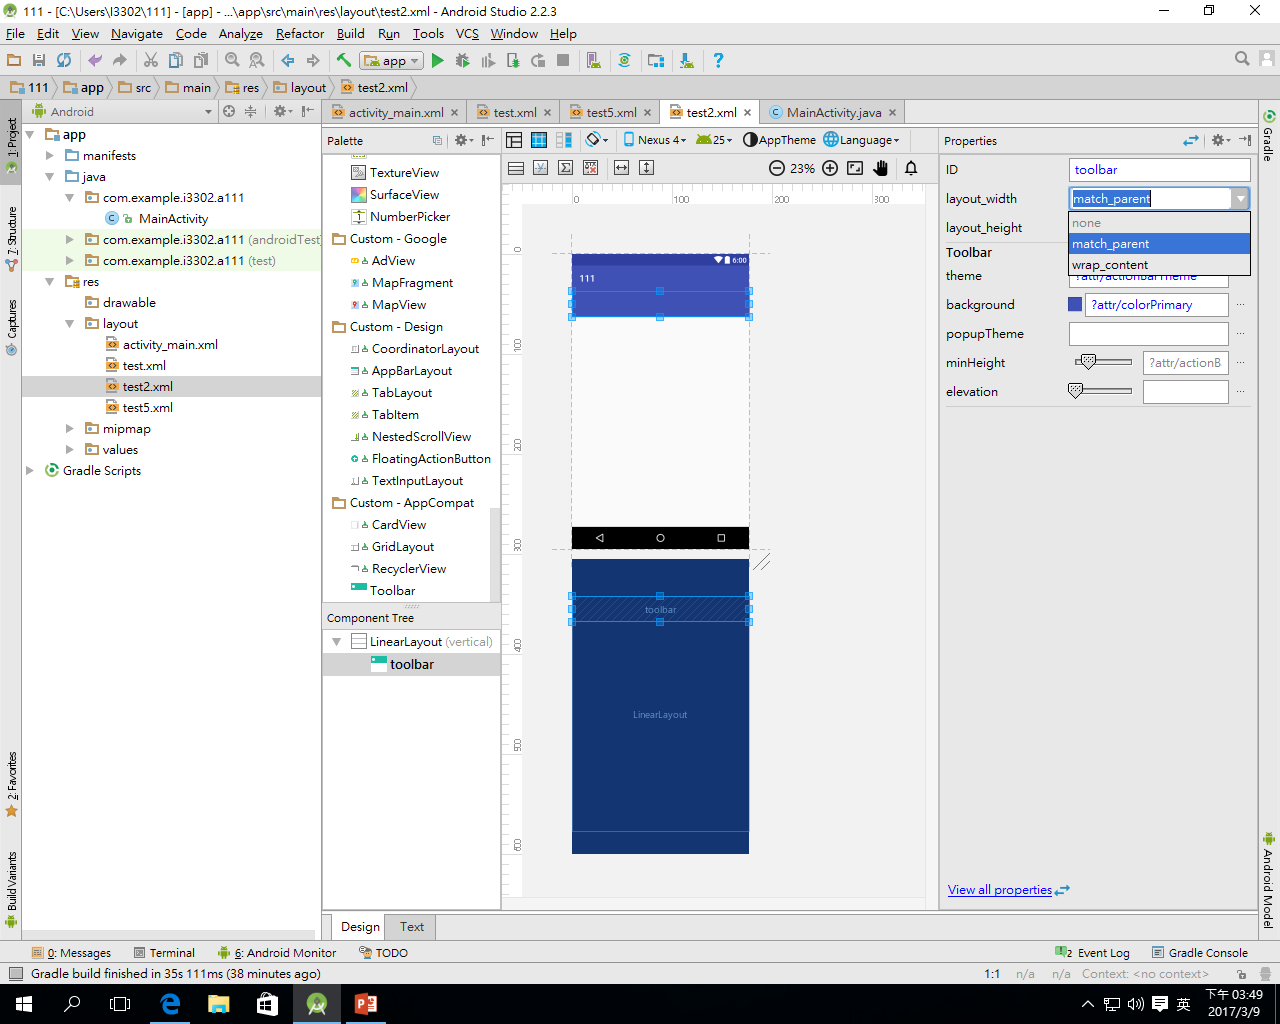 111 - [C:\Users\I3302\111] - [app] - ...\app\src\main\res\layout\test2.xml - Android Studio 2.2.3
File Edit View Navigate Code Analyze Refactor Build Run Tools VCS Window Help
app
111 app src main res layout test2.xml
Android
activity_main.xml test.xml test5.xml test2.xml MainActivity.java
1: Project
7: Structure
Captures
2: Favorites
Build Variants
app
manifests
java
com.example.i3302.a111
MainActivity
com.example.i3302.a111 (androidTest)
com.example.i3302.a111 (test)
res
drawable
layout
activity_main.xml
test.xml
test2.xml
test5.xml
mipmap
values
Gradle Scripts
Palette
TextureView
SurfaceView
NumberPicker
Custom - Google
AdView
MapFragment
MapView
Custom - Design
CoordinatorLayout
AppBarLayout
TabLayout
TabItem
NestedScrollView
FloatingActionButton
TextInputLayout
Custom - AppCompat
CardView
GridLayout
RecyclerView
Toolbar
Component Tree
LinearLayout (vertical)
toolbar
Nexus 4 25 AppTheme Language
23%
0 100 200 300
0
100
200
300
400
500
600
6:00
111
toolbar
LinearLayout
Properties
ID toolbar
layout_width match_parent
layout_height none
match_parent
wrap_content
Toolbar
theme ?attr/actionBarTheme
background ?attr/colorPrimary
popupTheme
minHeight ?attr/actionB
elevation
View all properties
Gradle
Android Model
Design Text
0: Messages Terminal 6: Android Monitor TODO 2 Event Log Gradle Console
Gradle build finished in 35s 111ms (38 minutes ago) 1:1 n/a n/a Context: <no context>
英
下午 03:49
2017/3/9